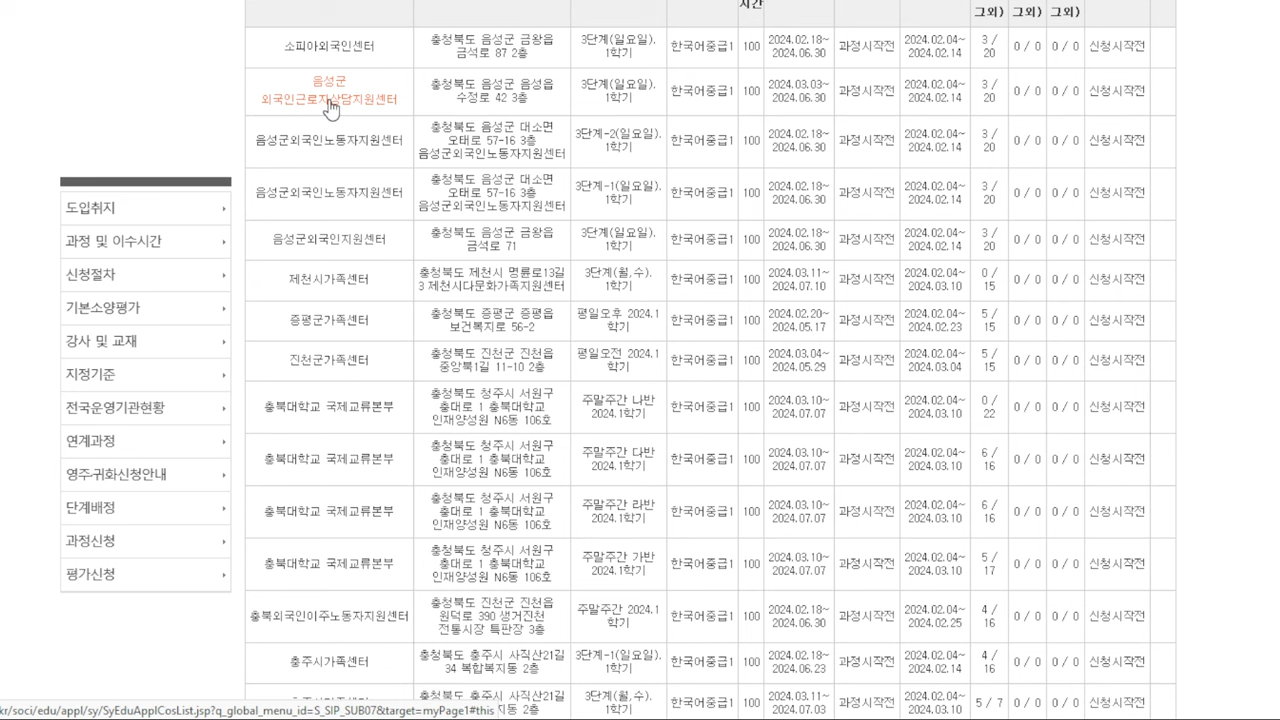 시간
그외)
그외)
그외)
소피아외국인센터
충청북도 음성군 금왕읍
금석로 87 2층
3단계(일요일).
1학기
한국어중급1
100
2024.02.18~
2024.06.30
과정시작전
2024.02.04~
2024.02.14
3 /
20
0 / 0
0 / 0
신청시작전
음성군
외국인근로자상담지원센터
충청북도 음성군 음성읍
수정로 42 3층
3단계(일요일).
1학기
한국어중급1
100
2024.03.03~
2024.06.30
과정시작전
2024.02.04~
2024.02.14
3 /
20
0 / 0
0 / 0
신청시작전
음성군외국인노동자지원센터
충청북도 음성군 대소면
오태로 57-16 3층
음성군외국인노동자지원센터
3단계-2(일요일).
1학기
한국어중급1
100
2024.02.18~
2024.06.30
과정시작전
2024.02.04~
2024.02.14
3 /
20
0 / 0
0 / 0
신청시작전
음성군외국인노동자지원센터
충청북도 음성군 대소면
오태로 57-16 3층
음성군외국인노동자지원센터
3단계-1(일요일).
1학기
한국어중급1
100
2024.02.18~
2024.06.30
과정시작전
2024.02.04~
2024.02.14
3 /
20
0 / 0
0 / 0
신청시작전
음성군외국인지원센터
충청북도 음성군 금왕읍
금석로 71
3단계(일요일).
1학기
한국어중급1
100
2024.02.18~
2024.06.30
과정시작전
2024.02.04~
2024.02.14
3 /
20
0 / 0
0 / 0
신청시작전
제천시가족센터
충청북도 제천시 명륜로13길
3 제천시다문화가족지원센터
3단계(월,수).
1학기
한국어중급1
100
2024.03.11~
2024.07.10
과정시작전
2024.02.04~
2024.03.10
0 /
15
0 / 0
0 / 0
신청시작전
증평군가족센터
충청북도 증평군 증평읍
보건복지로 56-2
평일오후 2024.1
학기
한국어중급1
100
2024.02.20~
2024.05.17
과정시작전
2024.02.04~
2024.02.23
5 /
15
0 / 0
0 / 0
신청시작전
진천군가족센터
충청북도 진천군 진천읍
중앙북1길 11-10 2층
평일오전 2024.1
학기
한국어중급1
100
2024.03.04~
2024.05.29
과정시작전
2024.02.04~
2024.03.04
5 /
15
0 / 0
0 / 0
신청시작전
충북대학교 국제교류본부
충청북도 청주시 서원구
충대로 1 충북대학교
인재양성원 N6동 106호
주말주간 나반
2024.1학기
한국어중급1
100
2024.03.10~
2024.07.07
과정시작전
2024.02.04~
2024.03.10
0 /
22
0 / 0
0 / 0
신청시작전
충북대학교 국제교류본부
충청북도 청주시 서원구
충대로 1 충북대학교
인재양성원 N6동 106호
주말주간 다반
2024.1학기
한국어중급1
100
2024.03.10~
2024.07.07
과정시작전
2024.02.04~
2024.03.10
6 /
16
0 / 0
0 / 0
신청시작전
충북대학교 국제교류본부
충청북도 청주시 서원구
충대로 1 충북대학교
인재양성원 N6동 106호
주말주간 라반
2024.1학기
한국어중급1
100
2024.03.10~
2024.07.07
과정시작전
2024.02.04~
2024.03.10
6 /
16
0 / 0
0 / 0
신청시작전
충북대학교 국제교류본부
충청북도 청주시 서원구
충대로 1 충북대학교
인재양성원 N6동 106호
주말주간 가반
2024.1학기
한국어중급1
100
2024.03.10~
2024.07.07
과정시작전
2024.02.04~
2024.03.10
5 /
17
0 / 0
0 / 0
신청시작전
충북외국인이주노동자지원센터
충청북도 진천군 진천읍
원덕로 390 생거진천
전통시장 특판장 3층
주말주간 2024.1
학기
한국어중급1
100
2024.02.18~
2024.06.30
과정시작전
2024.02.04~
2024.02.25
4 /
16
0 / 0
0 / 0
신청시작전
충주시가족센터
충청북도 충주시 사직산21길
34 복합복지동 2층
3단계-1(일요일).
1학기
한국어중급1
100
2024.02.18~
2024.06.23
과정시작전
2024.02.04~
2024.02.14
4 /
16
0 / 0
0 / 0
신청시작전
충청북도 충주시 사직산21길
지동 2층
3단계(월,수).
1학기
한국어중급1
100
2024.03.11~
2024.07.03
과정시작전
2024.02.04~
2024.03.10
5 / 7
0 / 0
0 / 0
신청시작전
도입취지
과정 및 이수시간
신청절차
기본소양평가
강사 및 교재
지정기준
전국운영기관현황
연계과정
영주·귀화신청안내
단계배정
과정신청
평가신청
kr/soci/edu/appl/sy/SyEduApplCosList.jsp?q_global_menu_id=S_SIP_SUB07&target=myPage1#this